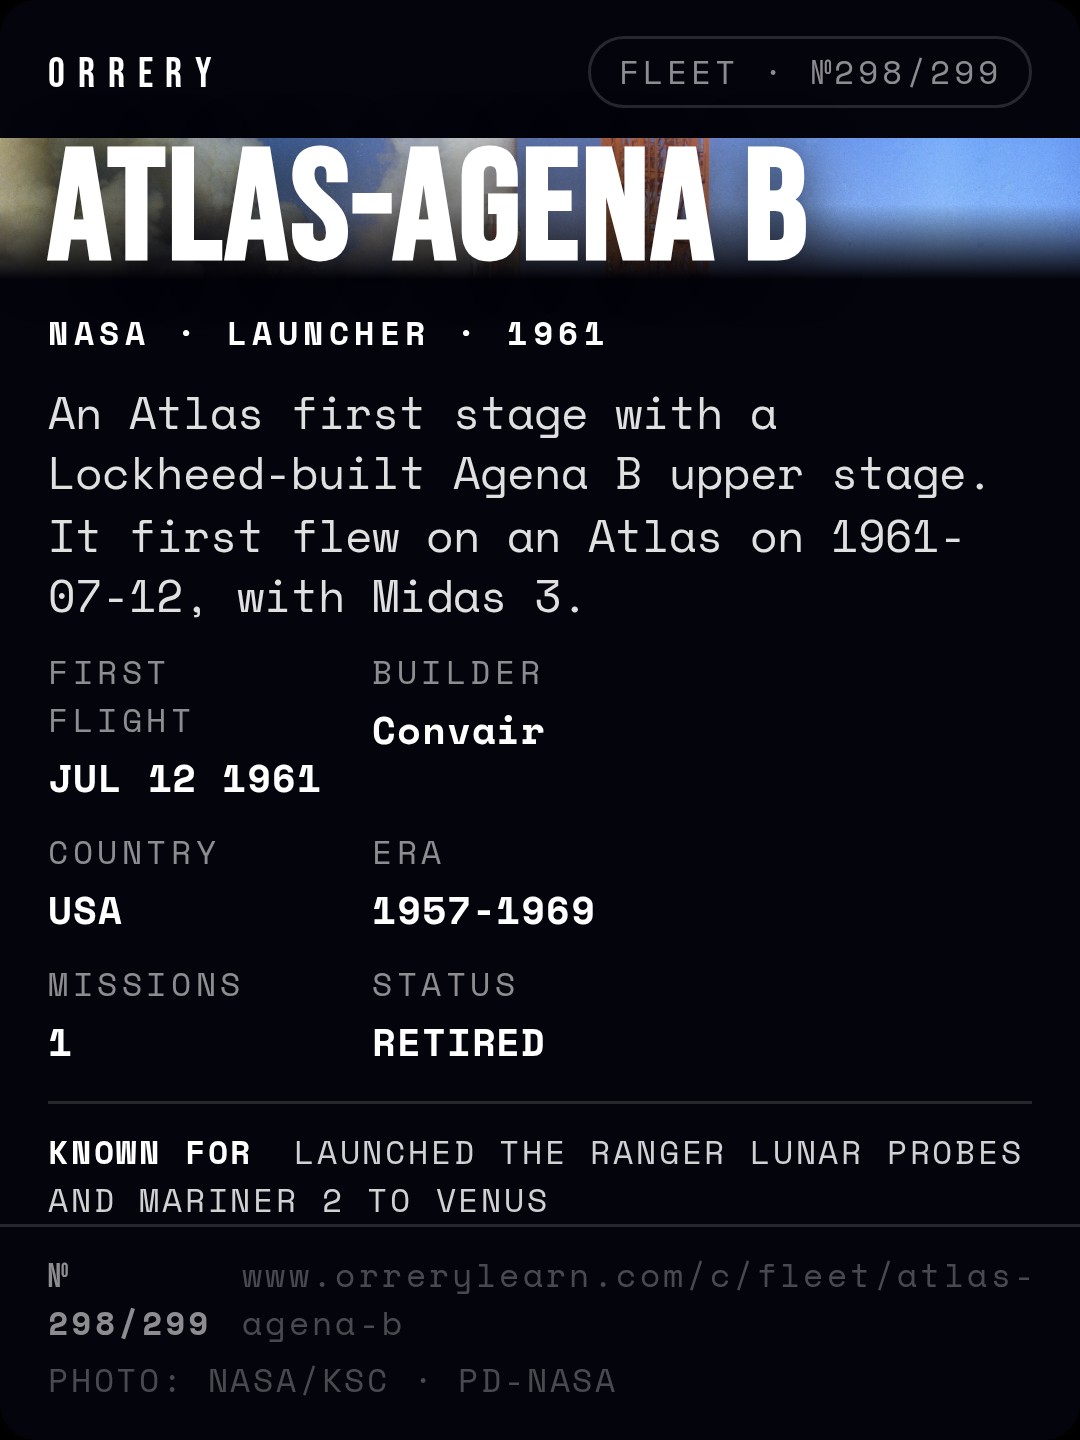 ORRERY
FLEET · №298/299
ATLAS-AGENA B
NASA · LAUNCHER · 1961
An Atlas first stage with a
Lockheed-built Agena B upper stage.
It first flew on an Atlas on 1961-
07-12, with Midas 3.
FIRST
FLIGHT
JUL 12 1961
BUILDER
Convair
COUNTRY
USA
ERA
1957-1969
MISSIONS
1
STATUS
RETIRED
KNOWN FOR LAUNCHED THE RANGER LUNAR PROBES
AND MARINER 2 TO VENUS
№
298/299
www.orrerylearn.com/c/fleet/atlas-
agena-b
PHOTO: NASA/KSC · PD-NASA